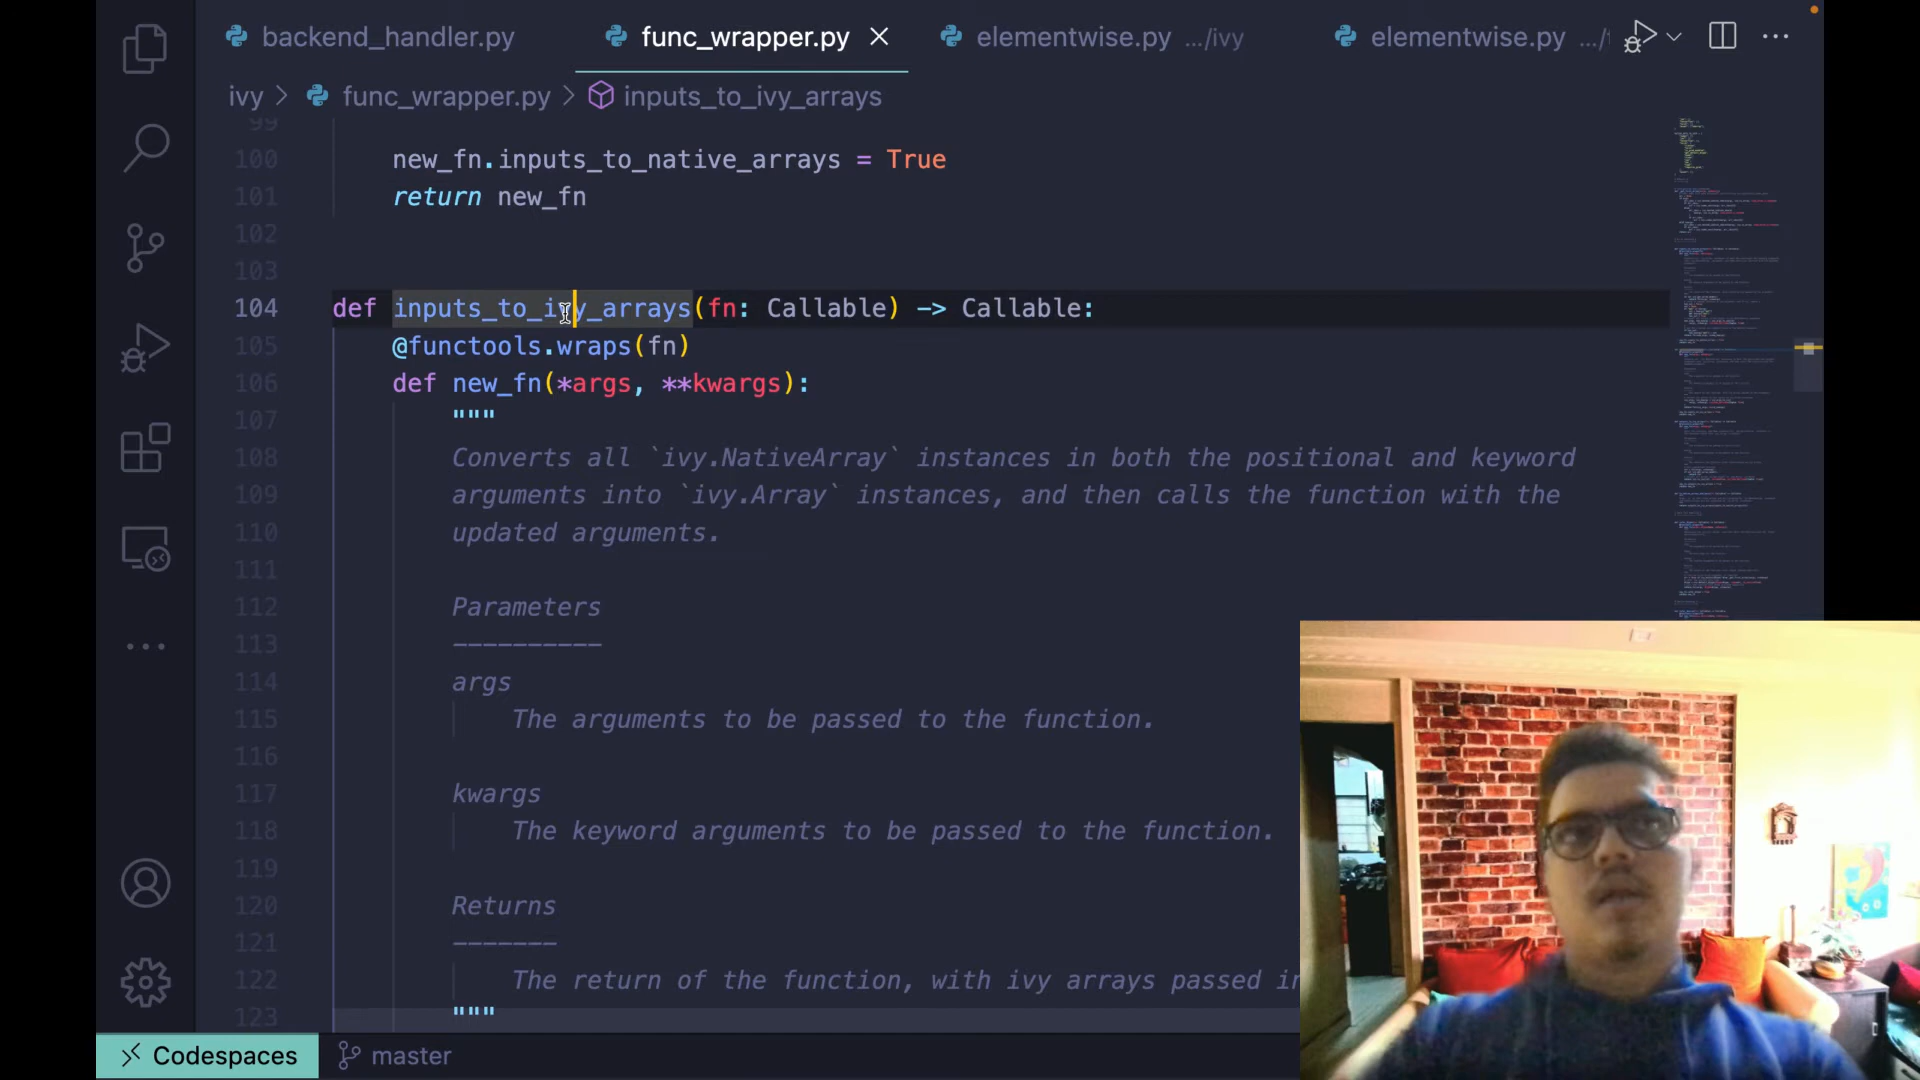 backend_handler.py func_wrapper.py elementwise.py .../ivy elementwise.py .../
ivy > func_wrapper.py > inputs_to_ivy_arrays
99
100 new_fn.inputs_to_native_arrays = True
101 return new_fn
102
103
104 def inputs_to_ivy_arrays(fn: Callable) -> Callable:
105 @functools.wraps(fn)
106 def new_fn(*args, **kwargs):
107 """
108 Converts all `ivy.NativeArray` instances in both the positional and keyword
109 arguments into `ivy.Array` instances, and then calls the function with the
110 updated arguments.
111
112 Parameters
113 ----------
114 args
115 The arguments to be passed to the function.
116
117 kwargs
118 The keyword arguments to be passed to the function.
119
120 Returns
121 -------
122 The return of the function, with ivy arrays passed in
123 """
Codespaces master